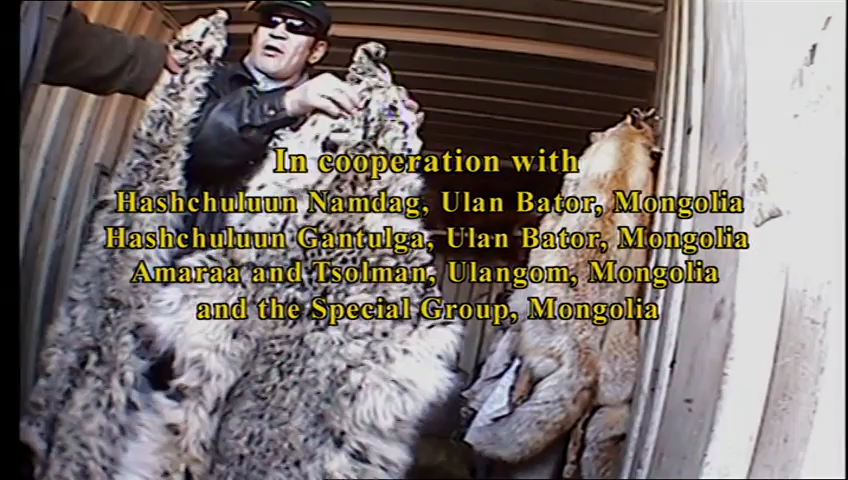 In cooperation with
Hashchuluun Namdag, Ulan Bator, Mongolia
Hashchuluun Gantulga, Ulan Bator, Mongolia
Amaraa and Tsolman, Ulangom, Mongolia
and the Special Group, Mongolia